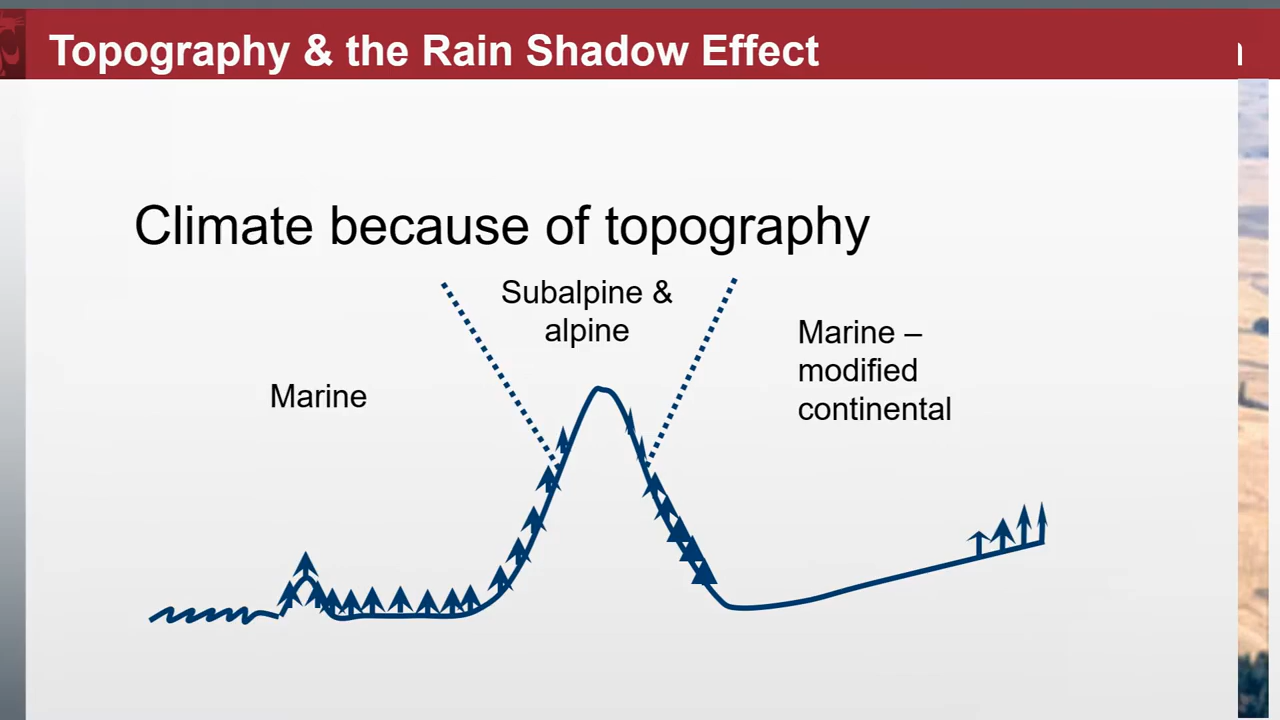 Topography & the Rain Shadow Effect
Climate because of topography
Subalpine &
alpine
Marine –
modified
continental
Marine